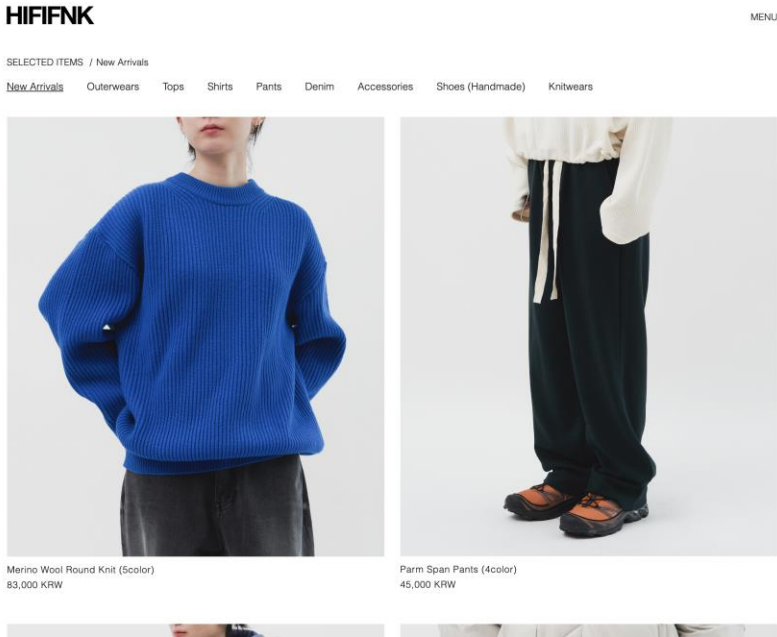 HIFIFNK
MENU
SELECTED ITEMS / New Arrivals
New Arrivals Outerwears Tops Shirts Pants Denim Accessories Shoes (Handmade) Knitwears
Merino Wool Round Knit (5color)
83,000 KRW
Parm Span Pants (4color)
45,000 KRW